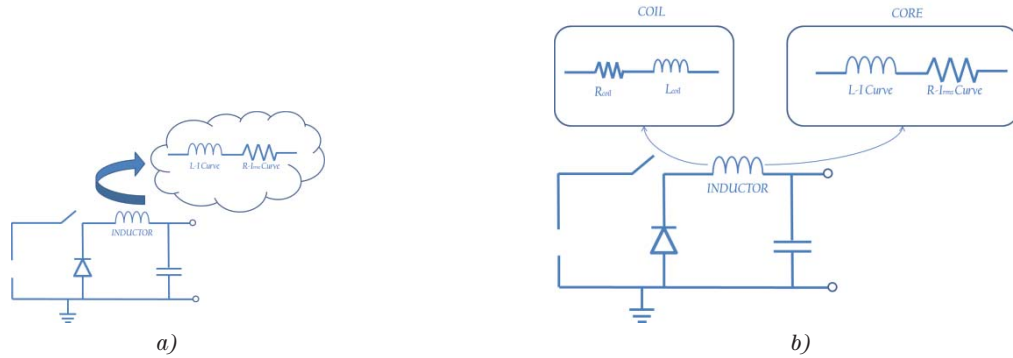 L-I Curve
R-Irms Curve
INDUCTOR
a)
COIL
CORE
Rcoil
Lcoil
L-I Curve
R-Irms Curve
INDUCTOR
b)